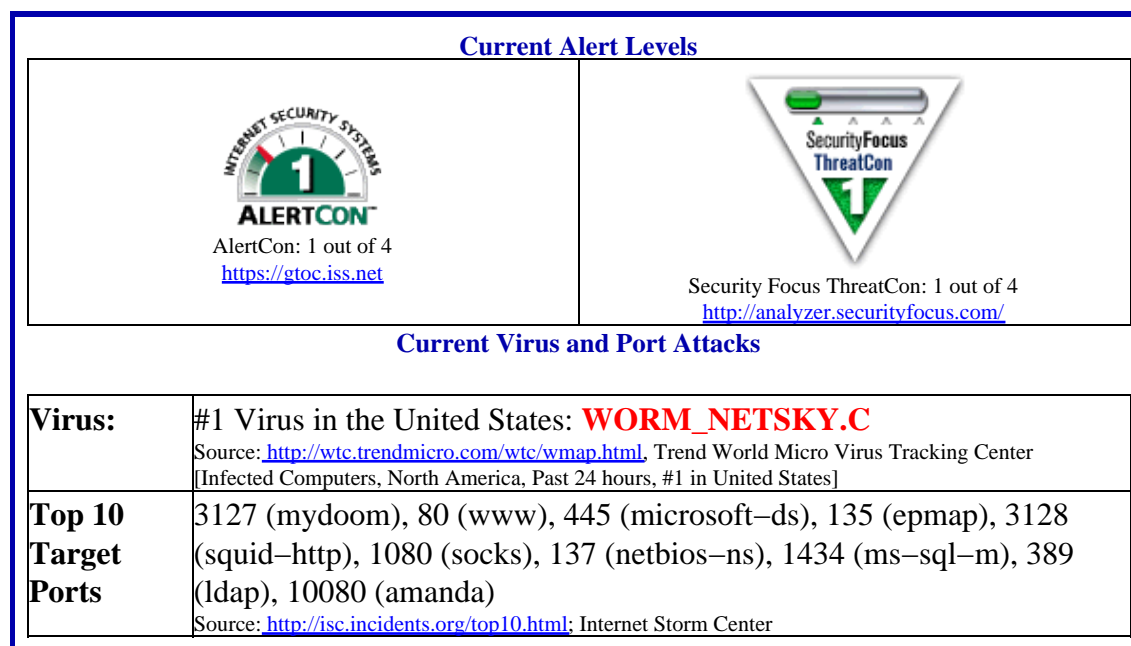 Current Alert Levels
INTERNET SECURITY SYSTEMS
1
ALERTCON™
AlertCon: 1 out of 4
https://gtoc.iss.net
SecurityFocus
ThreatCon
1
Security Focus ThreatCon: 1 out of 4
http://analyzer.securityfocus.com/
Current Virus and Port Attacks
Virus: #1 Virus in the United States: WORM_NETSKY.C
Source: http://wtc.trendmicro.com/wtc/wmap.html, Trend World Micro Virus Tracking Center
[Infected Computers, North America, Past 24 hours, #1 in United States]
Top 10 Target Ports
3127 (mydoom), 80 (www), 445 (microsoft−ds), 135 (epmap), 3128
(squid−http), 1080 (socks), 137 (netbios−ns), 1434 (ms−sql−m), 389
(ldap), 10080 (amanda)
Source: http://isc.incidents.org/top10.html; Internet Storm Center